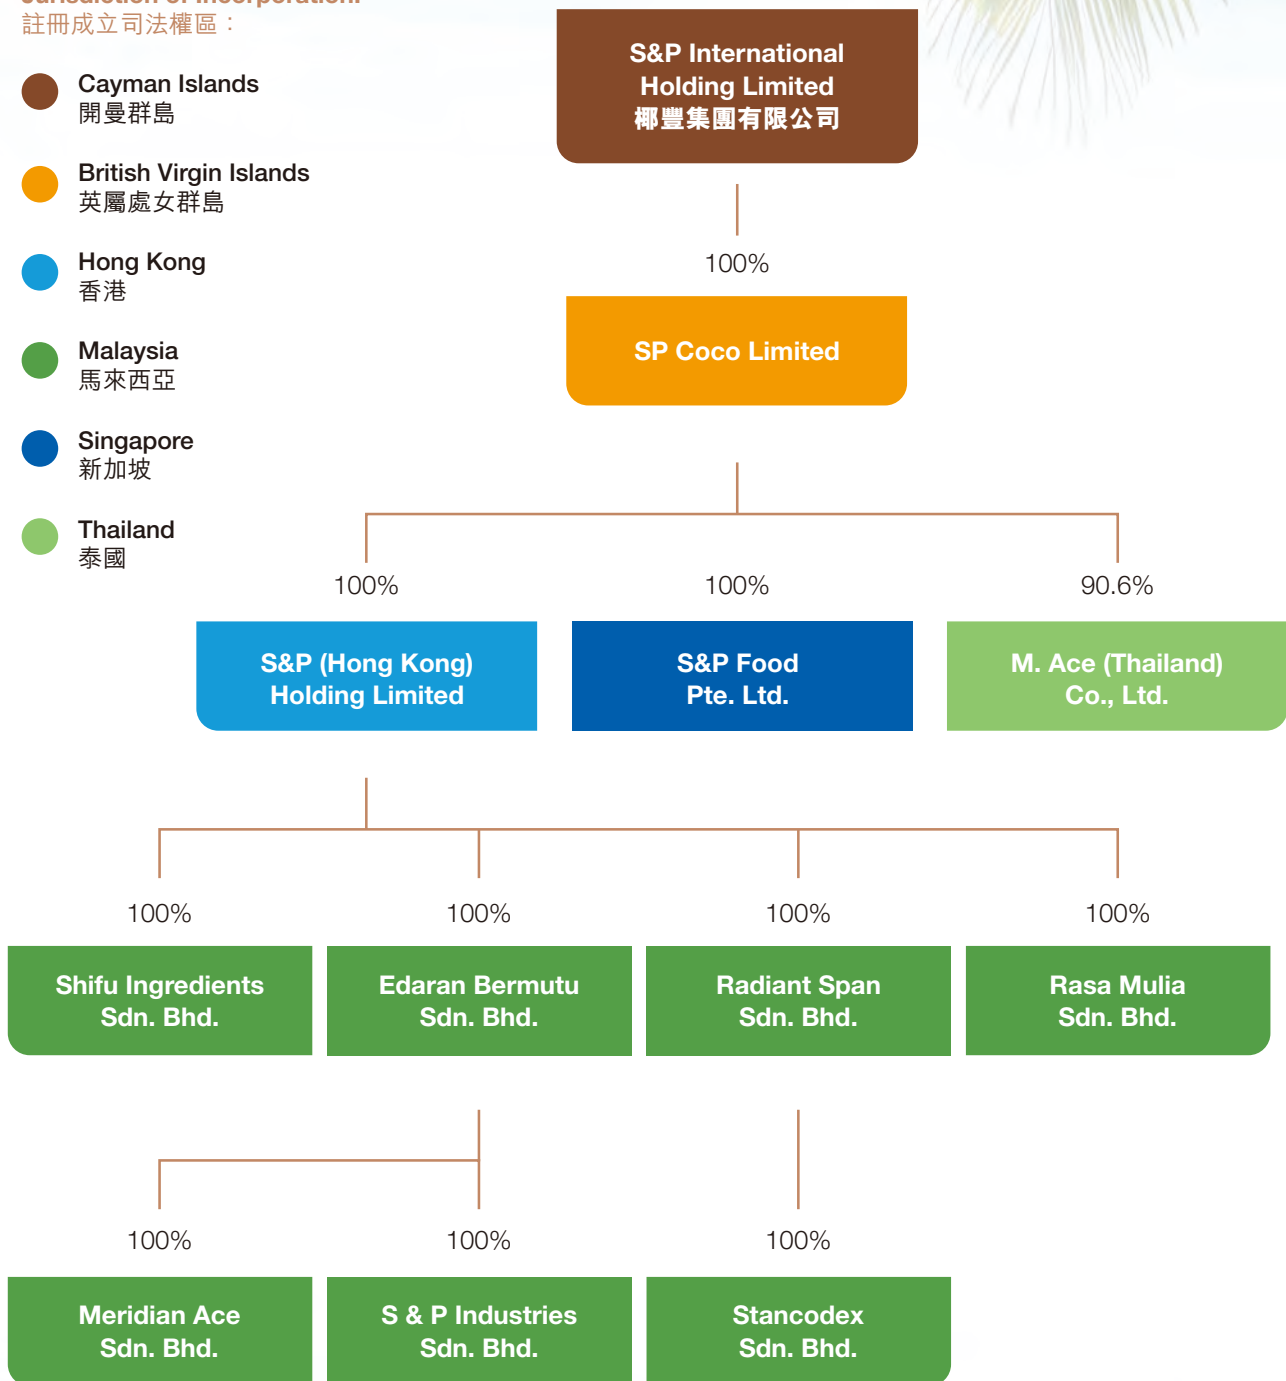 Jurisdiction of Incorporation:
註冊成立司法權區：
Cayman Islands
開曼群島
British Virgin Islands
英屬處女群島
Hong Kong
香港
Malaysia
馬來西亞
Singapore
新加坡
Thailand
泰國
S&P International
Holding Limited
椰豐集團有限公司
100%
SP Coco Limited
100%
100%
90.6%
S&P (Hong Kong)
Holding Limited
S&P Food
Pte. Ltd.
M. Ace (Thailand)
Co., Ltd.
100%
100%
100%
100%
Shifu Ingredients
Sdn. Bhd.
Edaran Bermutu
Sdn. Bhd.
Radiant Span
Sdn. Bhd.
Rasa Mulia
Sdn. Bhd.
100%
100%
100%
Meridian Ace
Sdn. Bhd.
S & P Industries
Sdn. Bhd.
Stancodex
Sdn. Bhd.